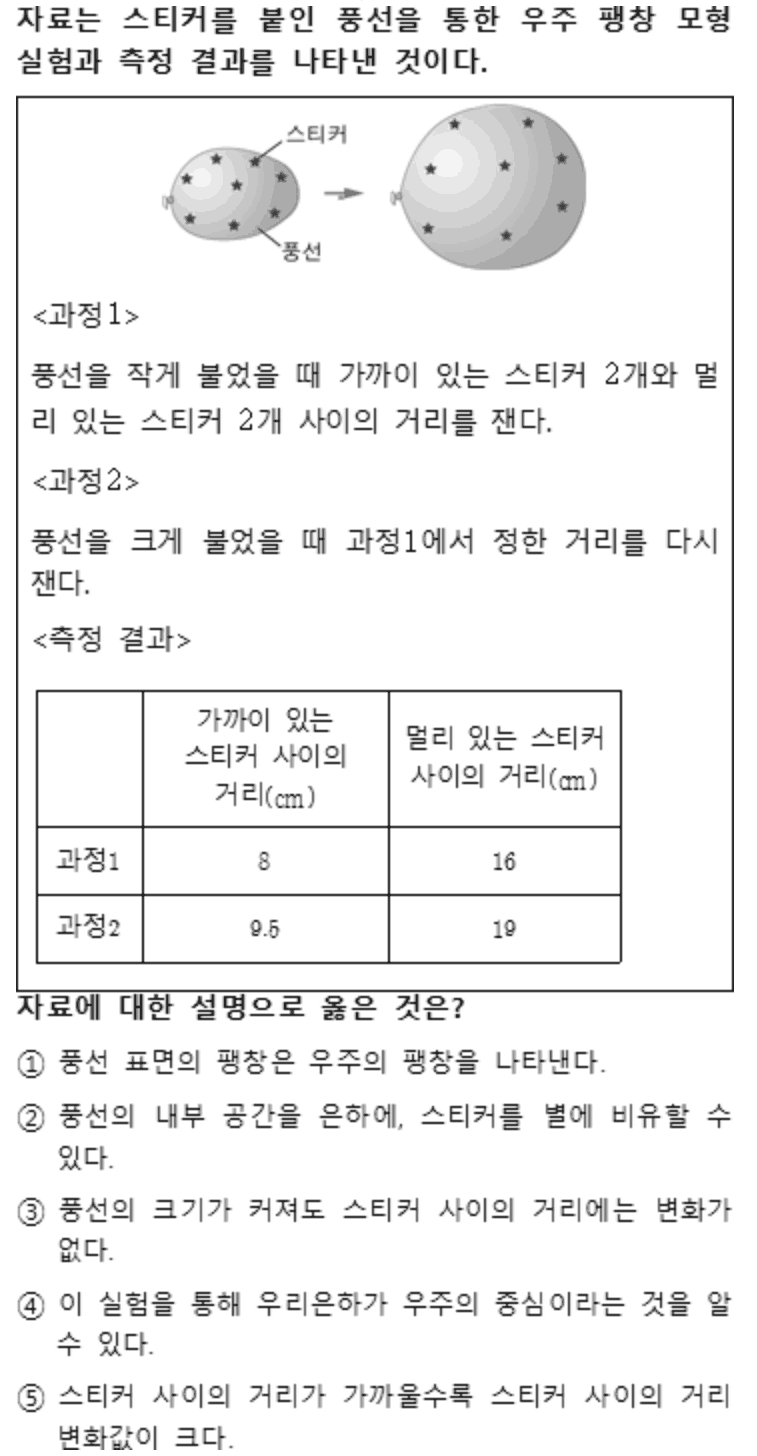 자료는 스티커를 붙인 풍선을 통한 우주 팽창 모형
실험과 측정 결과를 나타낸 것이다.
스티커
풍선
<과정1>
풍선을 작게 불었을 때 가까이 있는 스티커 2개와 멀
리 있는 스티커 2개 사이의 거리를 잰다.
<과정2>
풍선을 크게 불었을 때 과정1에서 정한 거리를 다시
잰다.
<측정 결과>
가까이 있는
스티커 사이의
거리(㎝)
멀리 있는 스티커
사이의 거리(㎝)
과정1 8 16
과정2 9.5 19
자료에 대한 설명으로 옳은 것은?
① 풍선 표면의 팽창은 우주의 팽창을 나타낸다.
② 풍선의 내부 공간을 은하에, 스티커를 별에 비유할 수
있다.
③ 풍선의 크기가 커져도 스티커 사이의 거리에는 변화가
없다.
④ 이 실험을 통해 우리은하가 우주의 중심이라는 것을 알
수 있다.
⑤ 스티커 사이의 거리가 가까울수록 스티커 사이의 거리
변화값이 크다.